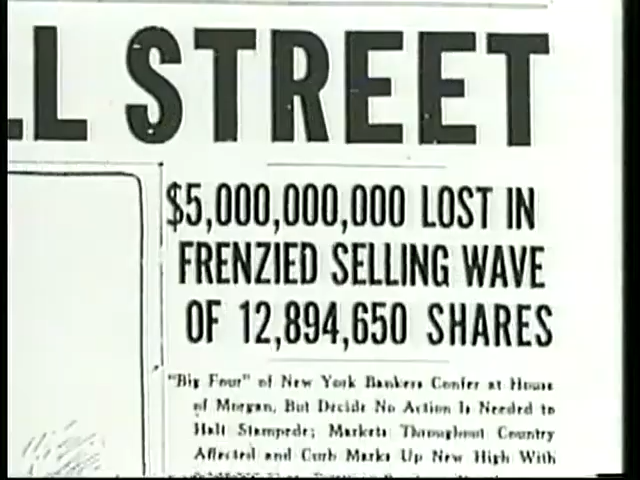 LL STREET
$5,000,000,000 LOST IN
FRENZIED SELLING WAVE
OF 12,894,650 SHARES
"Big Four" of New York Bankers Confer at House
of Morgan, But Decide No Action Is Needed to
Halt Stampede; Markets Throughout Country
Affected and Curb Marks Up New High With